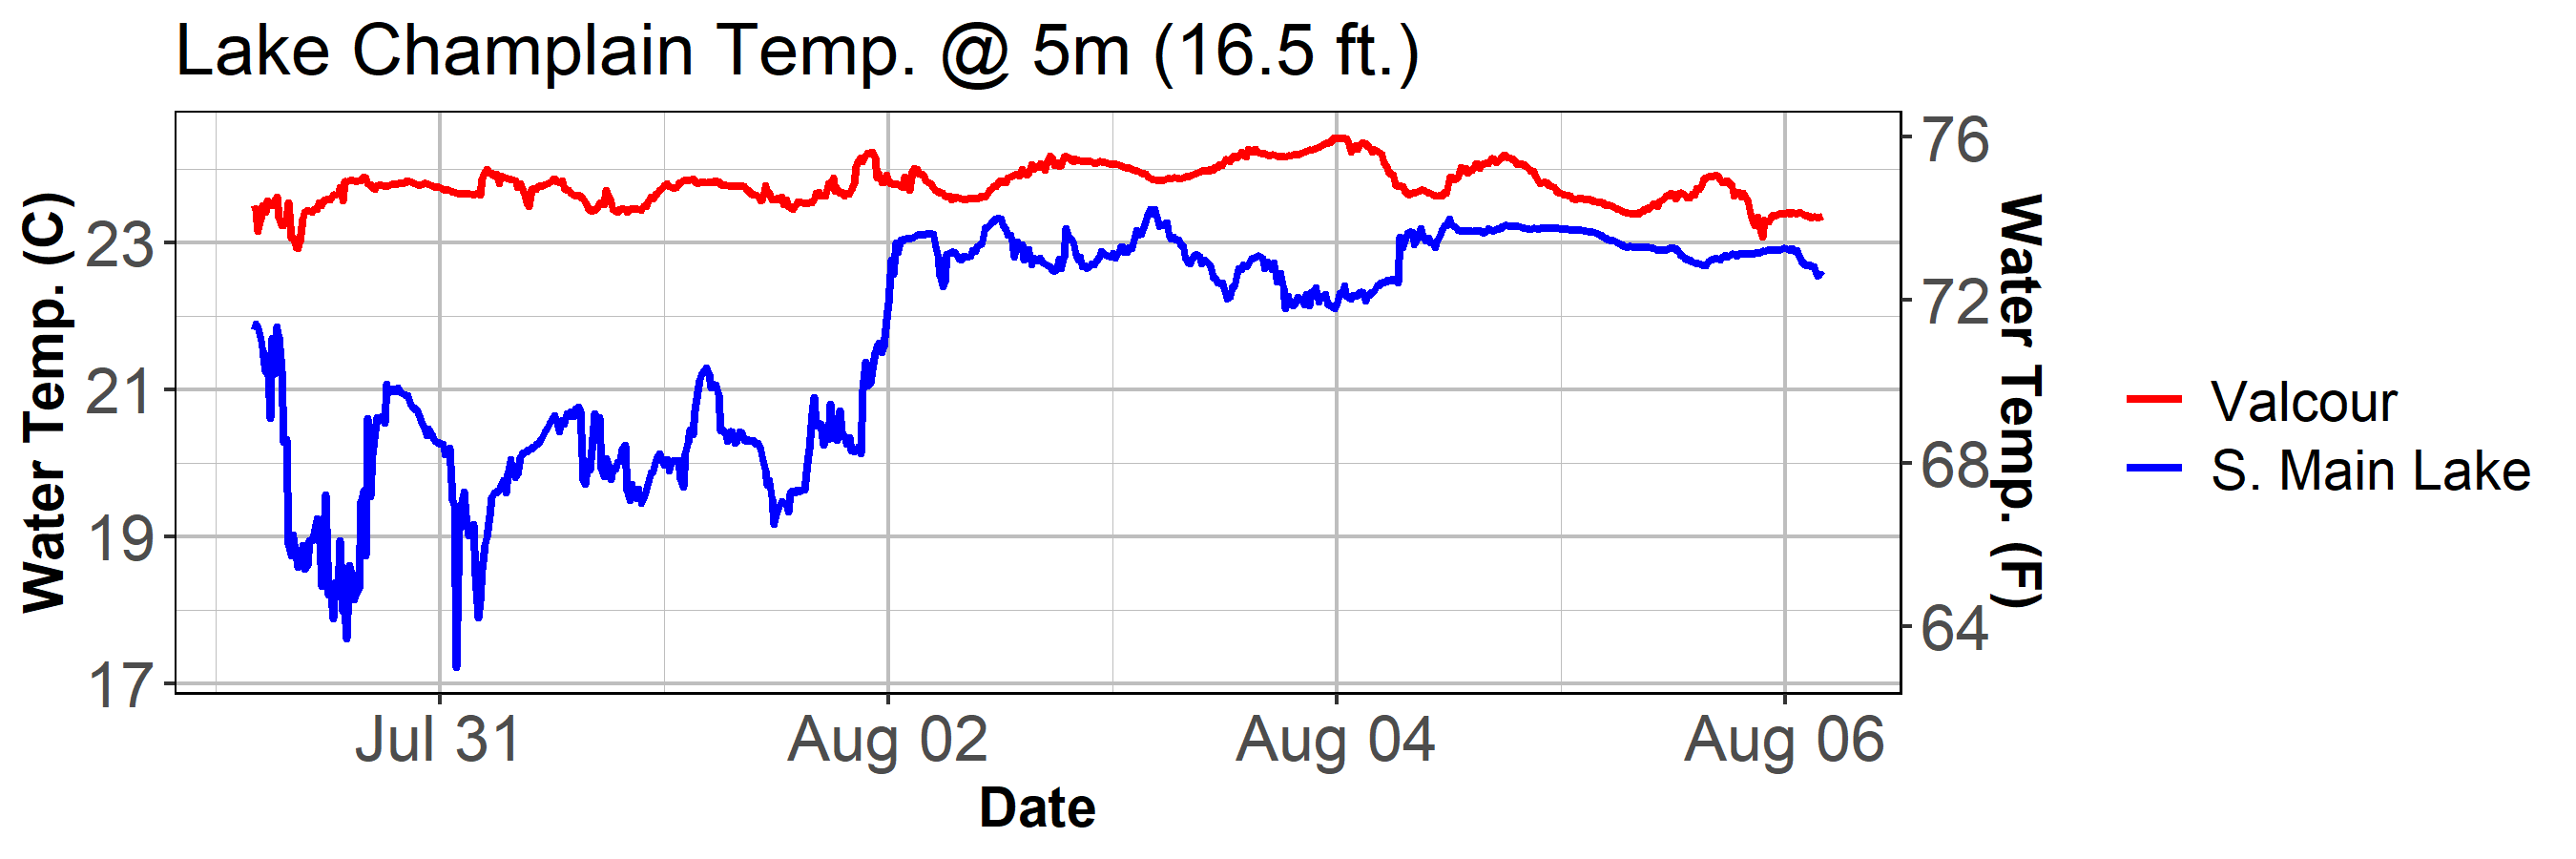 Lake Champlain Temp. @ 5m (16.5 ft.)
Water Temp. (C)
23
21
19
17
76
72
68
64
Water Temp. (F)
Jul 31
Aug 02
Aug 04
Aug 06
Date
Valcour
S. Main Lake